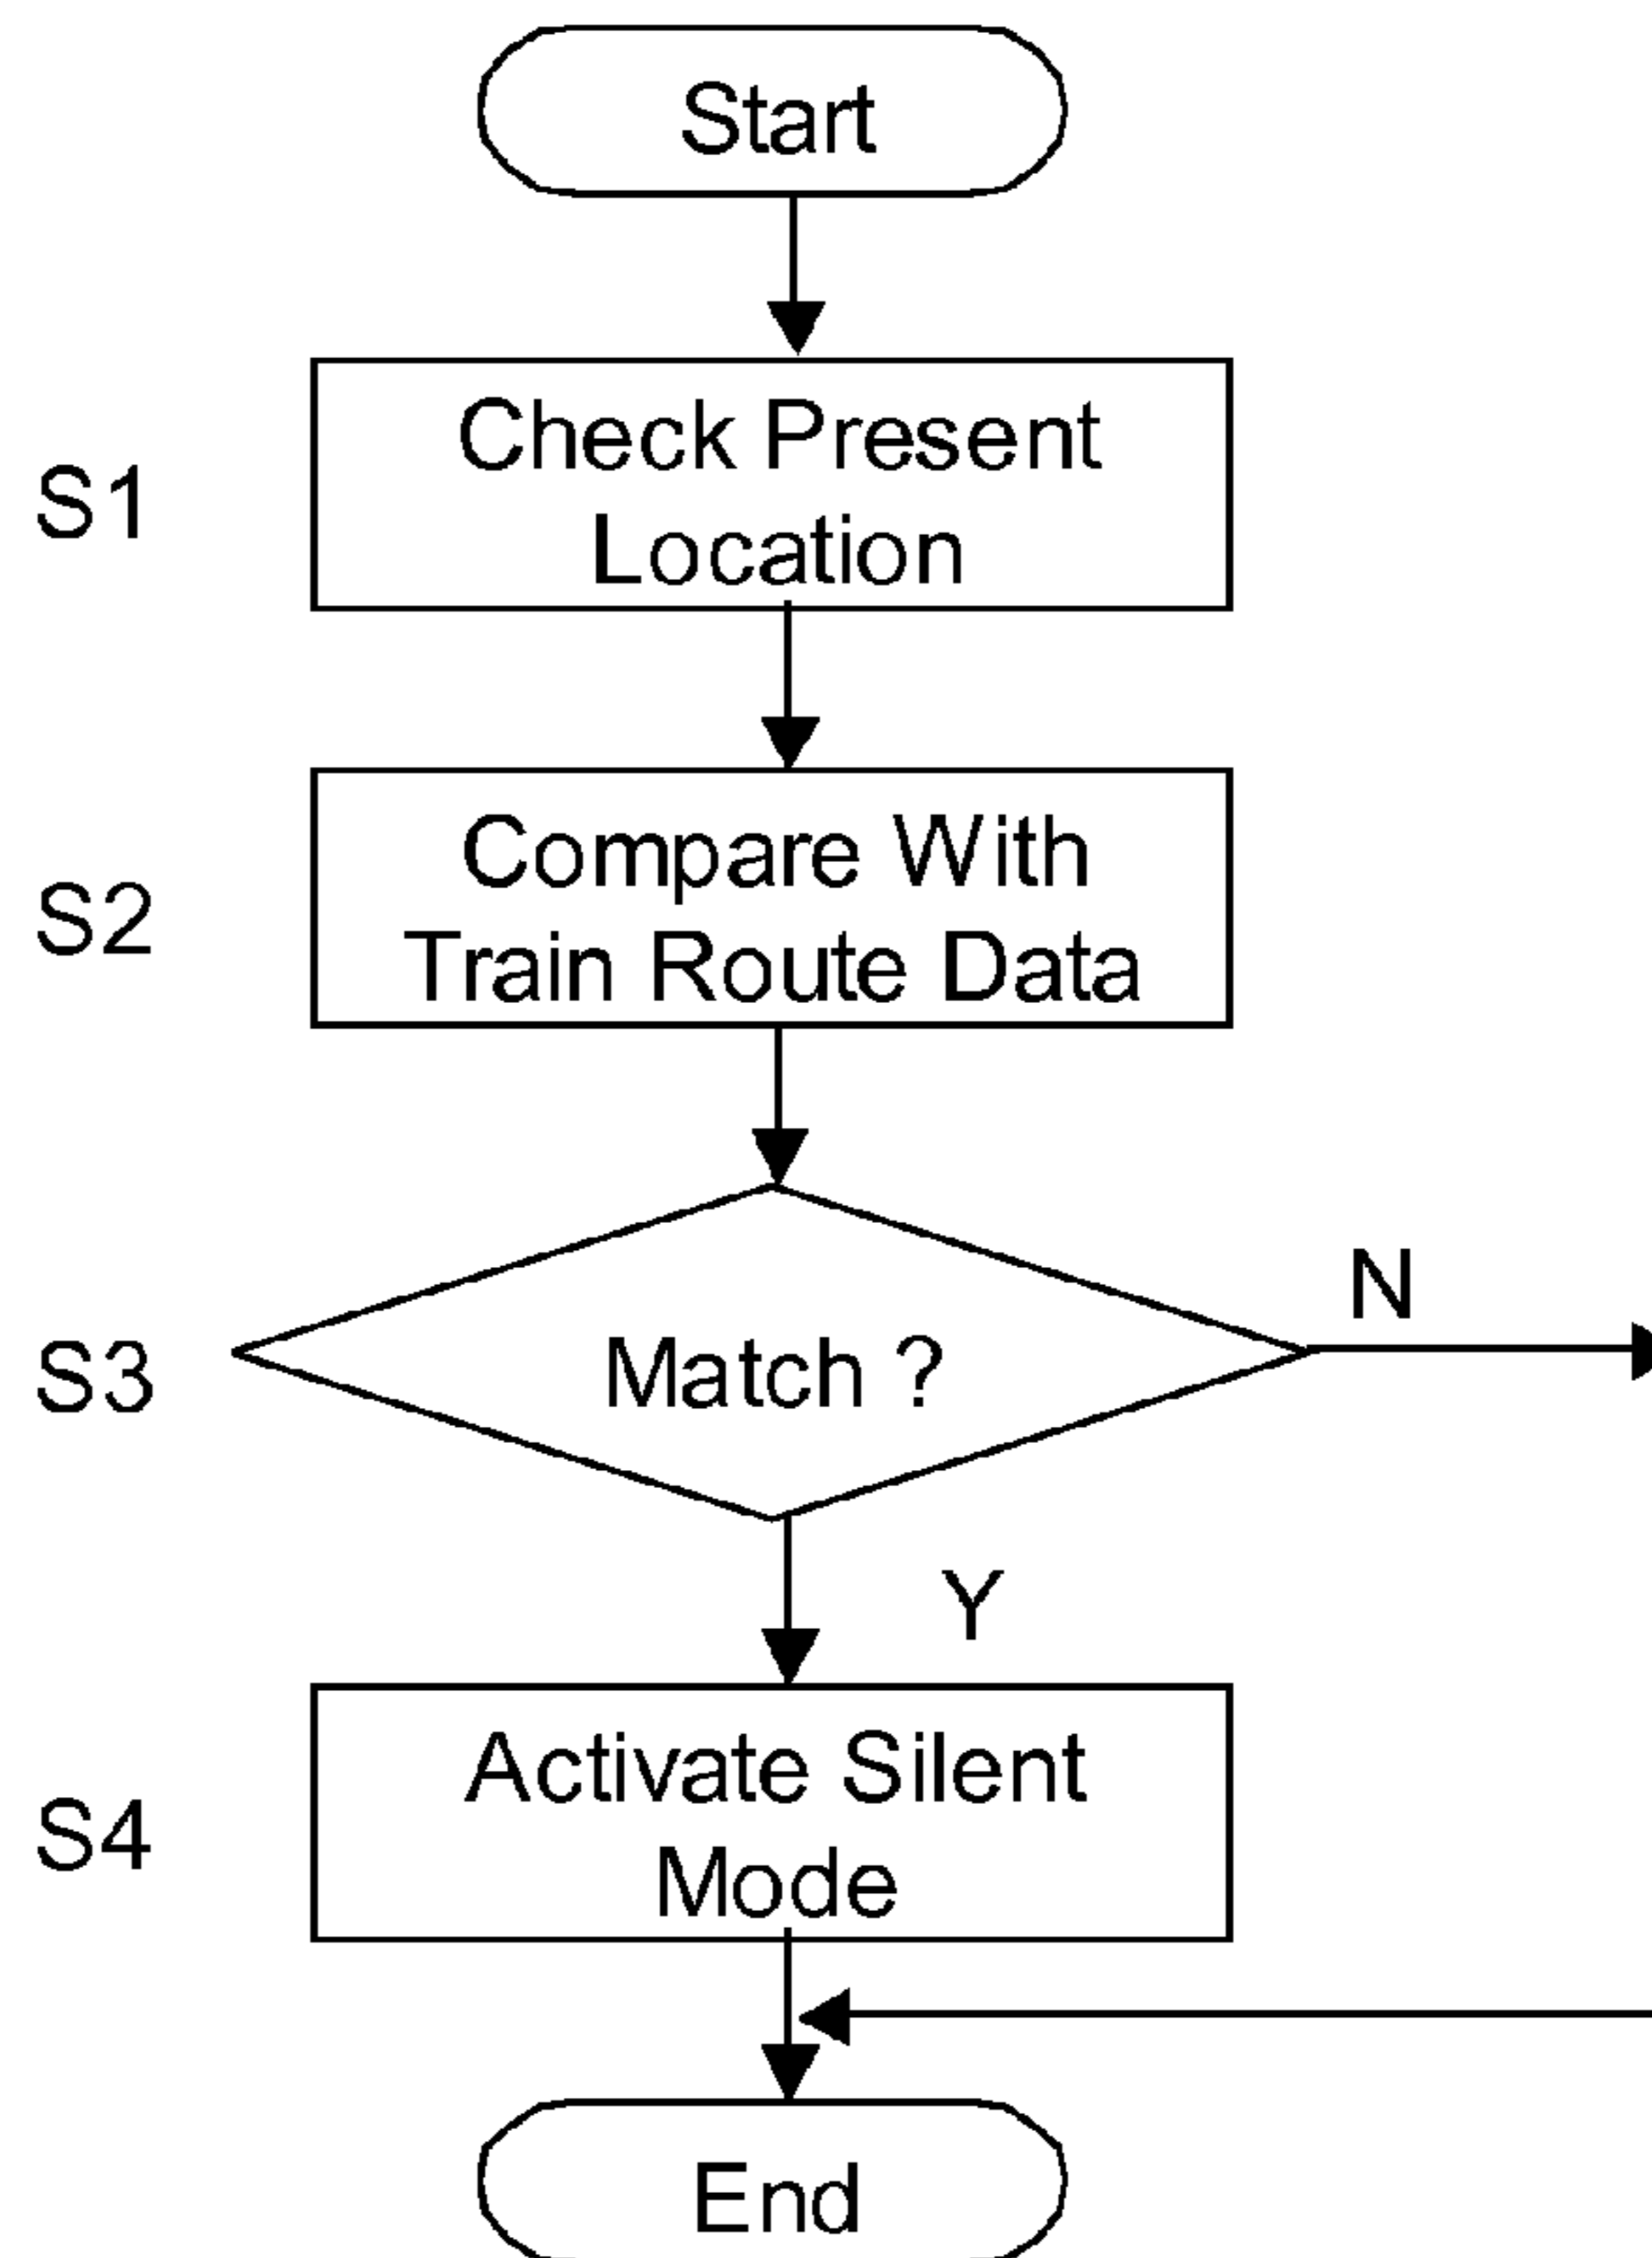 Start
S1
Check Present
Location
S2
Compare With
Train Route Data
S3
Match ?
N
Y
S4
Activate Silent
Mode
End